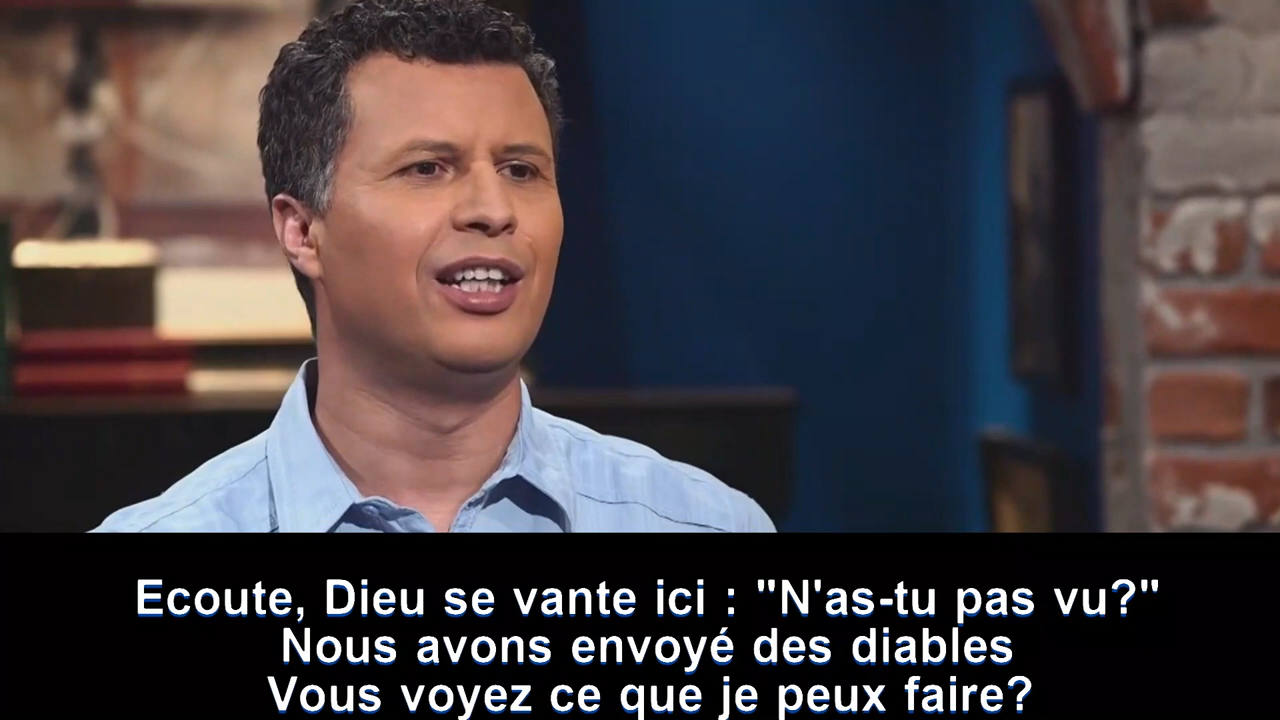 Ecoute, Dieu se vante ici : "N'as-tu pas vu?"
Nous avons envoyé des diables
Vous voyez ce que je peux faire?